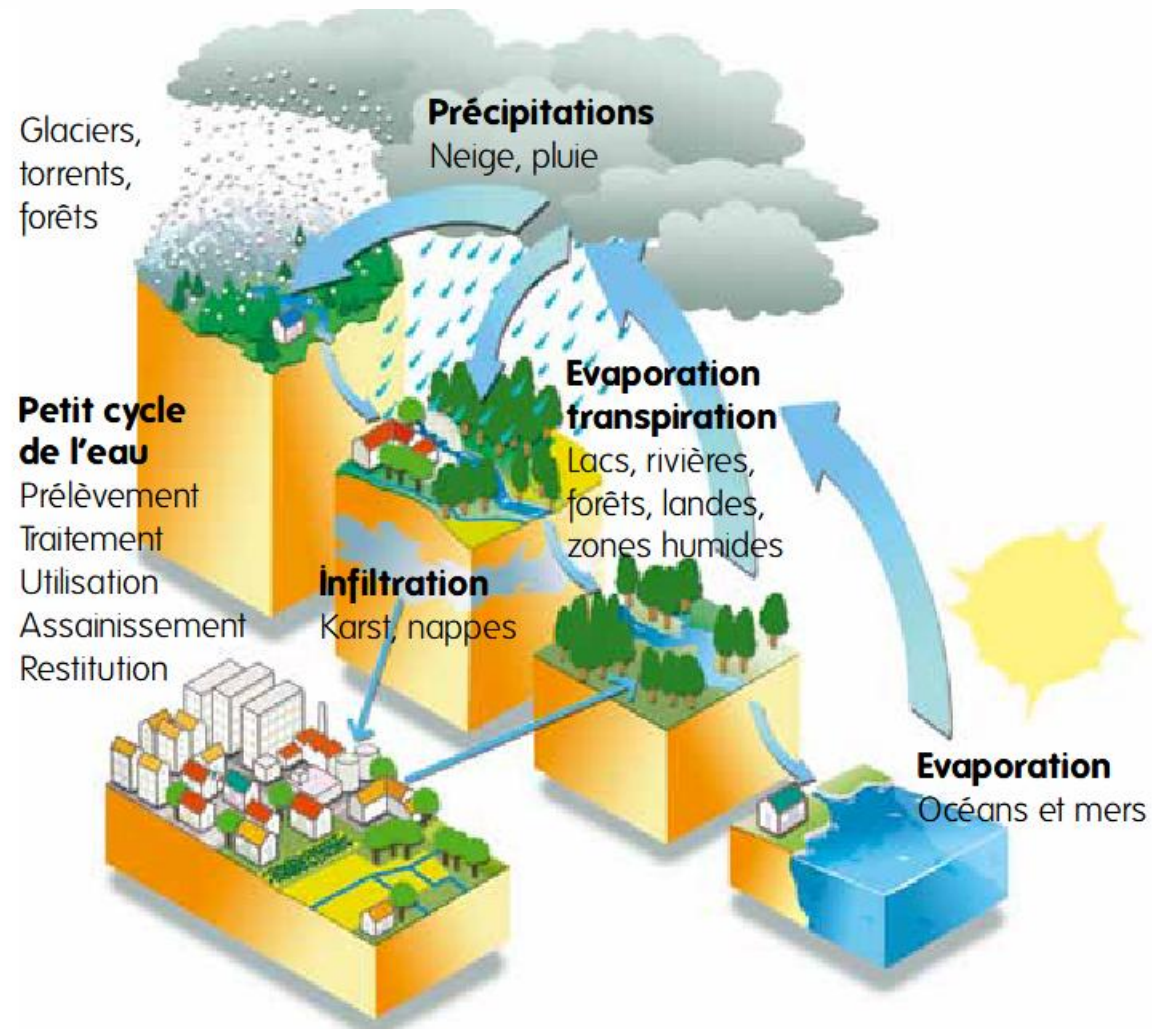 Glaciers,
torrents,
forêts
Précipitations
Neige, pluie
Evaporation
transpiration
Lacs, rivières,
forêts, landes,
zones humides
Petit cycle
de l'eau
Prélèvement
Traitement
Utilisation
Assainissement
Restitution
İnfiltration
Karst, nappes
Evaporation
Océans et mers